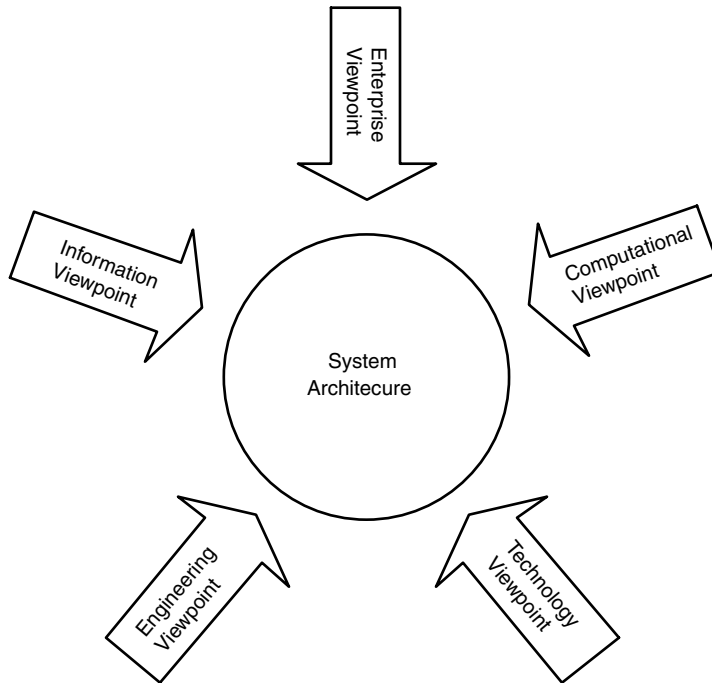 Enterprise
Viewpoint
Information
Viewpoint
Computational
Viewpoint
System
Architecure
Engineering
Viewpoint
Technology
Viewpoint